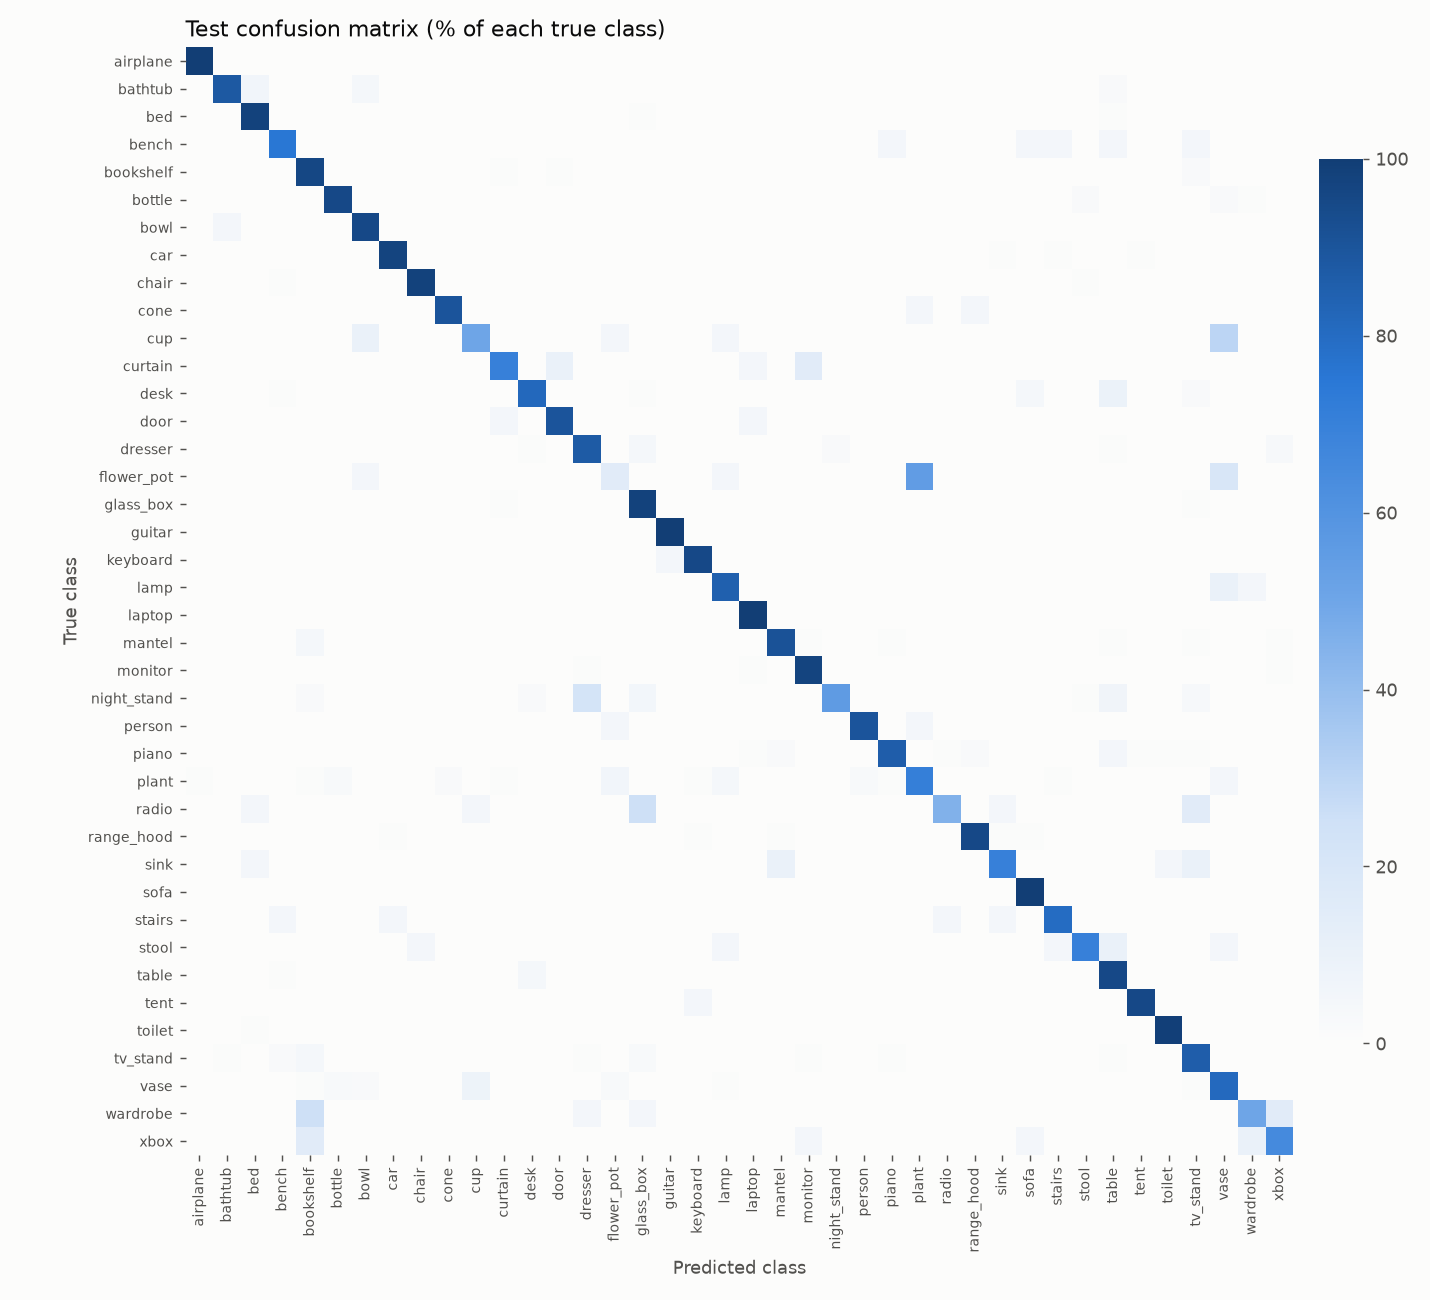 Test confusion matrix (% of each true class)
airplane
bathtub
bed
bench
bookshelf
bottle
bowl
car
chair
cone
cup
curtain
desk
door
dresser
flower_pot
glass_box
guitar
keyboard
lamp
laptop
mantel
monitor
night_stand
person
piano
plant
radio
range_hood
sink
sofa
stairs
stool
table
tent
toilet
tv_stand
vase
wardrobe
xbox
True class
airplane
bathtub
bed
bench
bookshelf
bottle
bowl
car
chair
cone
cup
curtain
desk
door
dresser
flower_pot
glass_box
guitar
keyboard
lamp
laptop
mantel
monitor
night_stand
person
piano
plant
radio
range_hood
sink
sofa
stairs
stool
table
tent
toilet
tv_stand
vase
wardrobe
xbox
Predicted class
100
80
60
40
20
0